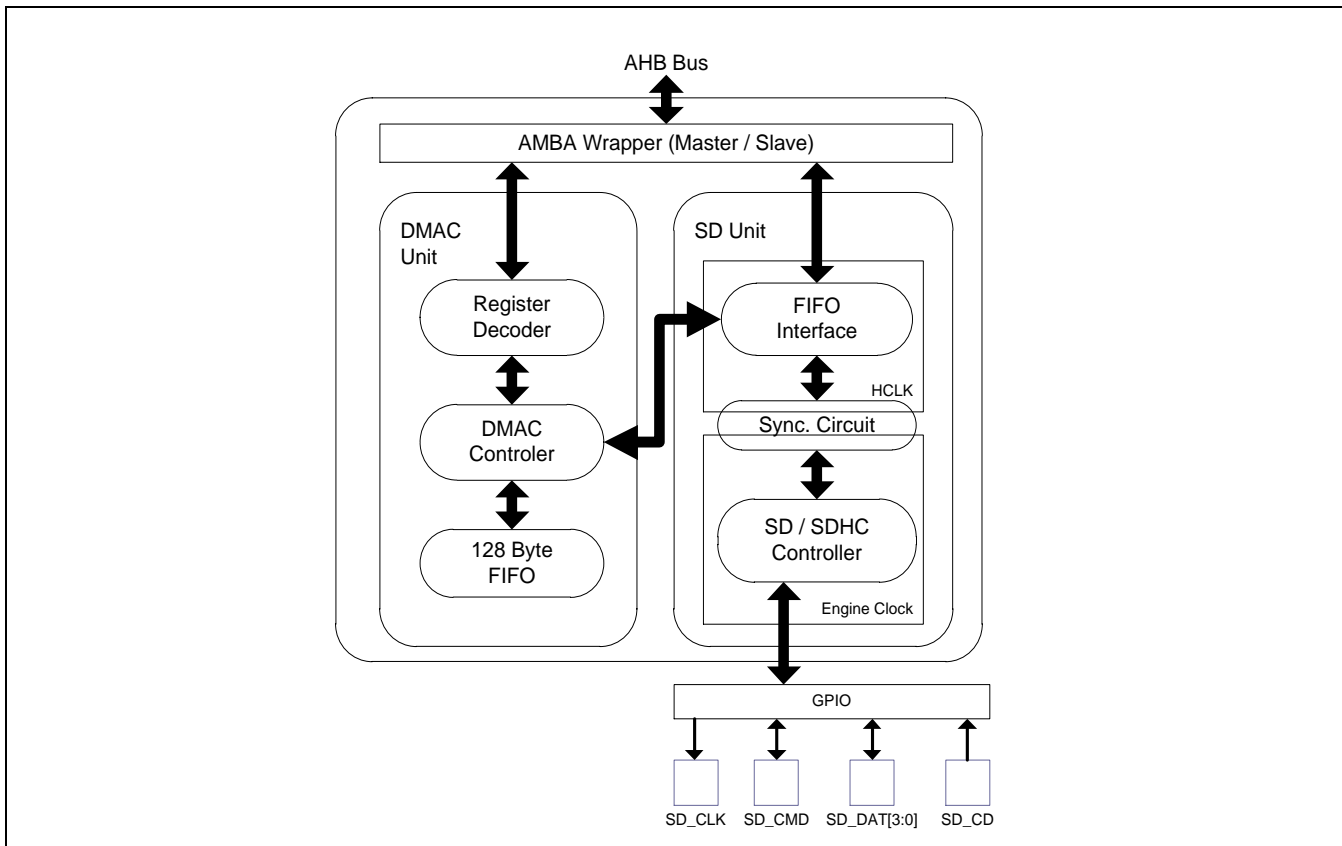 AHB Bus
AMBA Wrapper (Master / Slave)
DMAC
Unit
Register
Decoder
DMAC
Controler
128 Byte
FIFO
SD Unit
FIFO
Interface
HCLK
Sync. Circuit
SD / SDHC
Controller
Engine Clock
GPIO
SD_CLK
SD_CMD
SD_DAT[3:0]
SD_CD